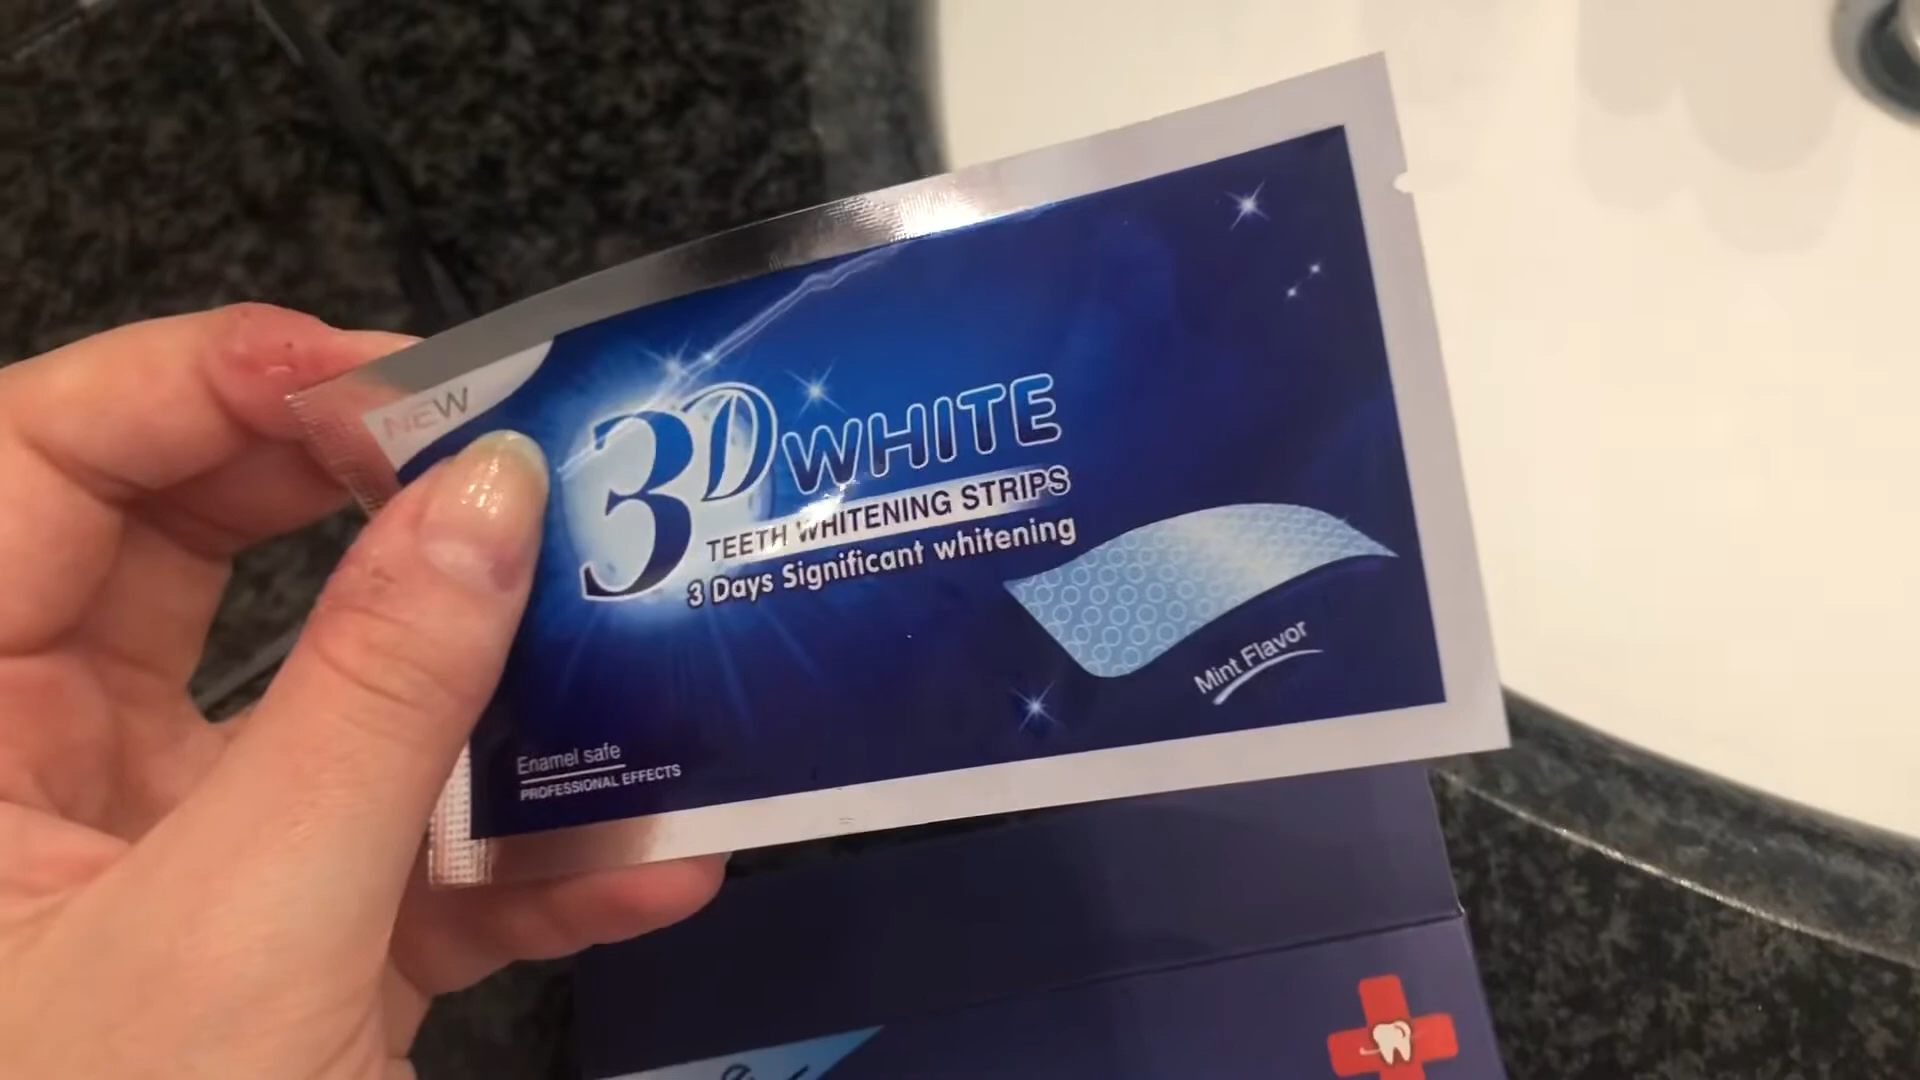 NEW
3D WHITE
TEETH WHITENING STRIPS
3 Days Significant whitening
Mint Flavor
Enamel safe
PROFESSIONAL EFFECTS